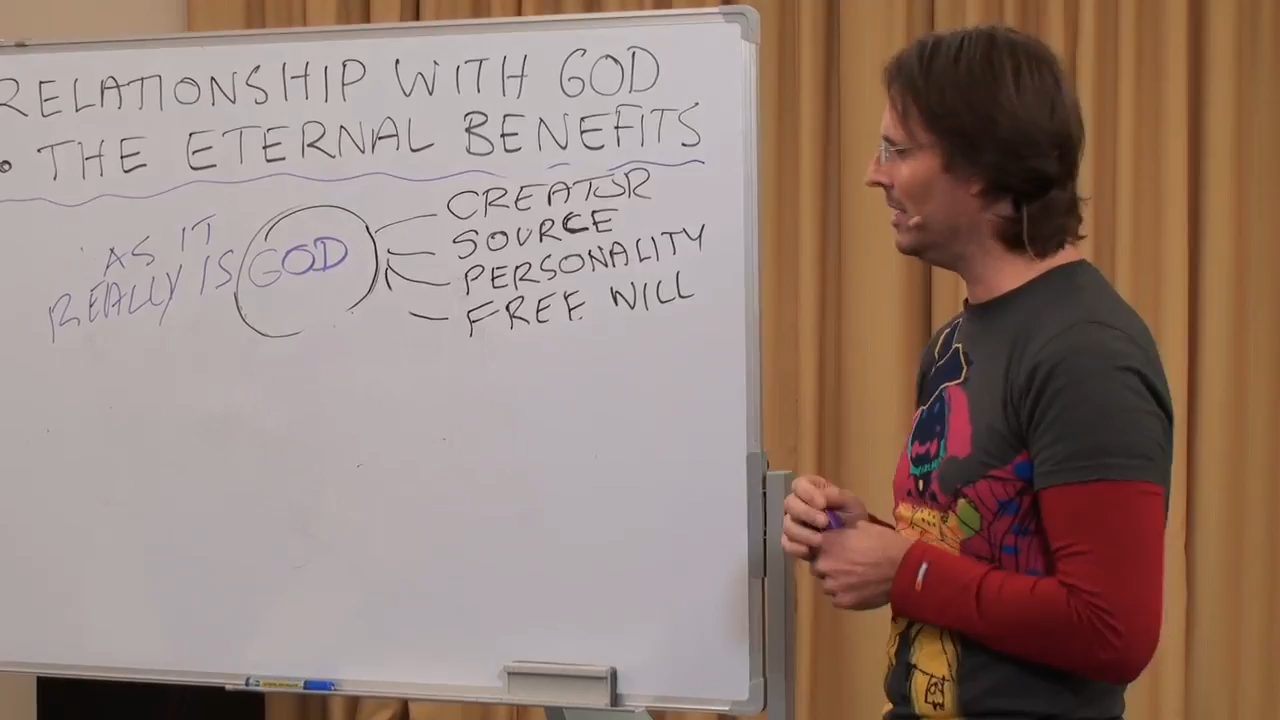 RELATIONSHIP WITH GOD
• THE ETERNAL BENEFITS
CREATOR
SOURCE
PERSONALITY
FREE WILL
AS IT
REALLY IS
GOD